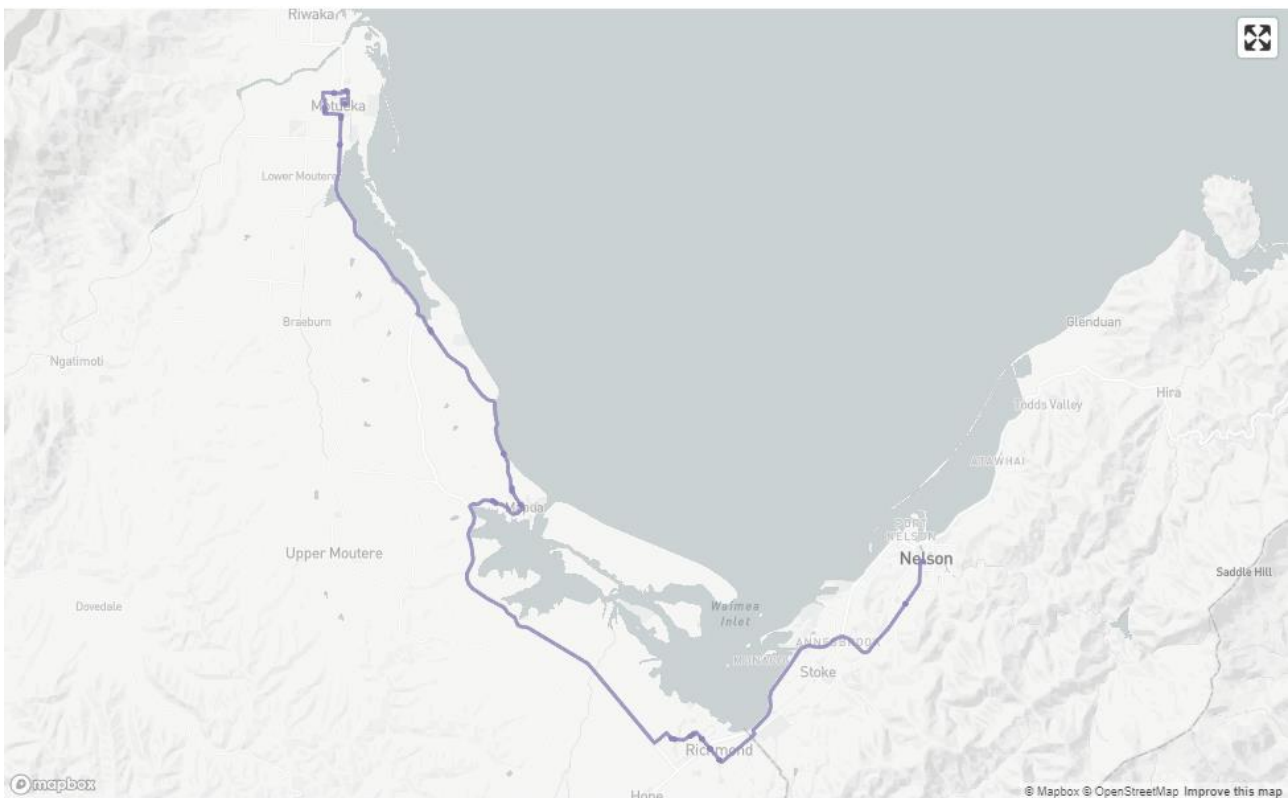 Riwaka
Motueka
Lower Moutere
Braeburn
Ngatimoti
Glenduan
Hira
Todds Valley
ATAWHAI
Mapua
PORT
NELSON
Nelson
Upper Moutere
Saddle Hill
Dovedale
Waimea
Inlet
ANNESBROOK
MONACO
Stoke
Richmond
Hope
mapbox
© Mapbox © OpenStreetMap Improve this map